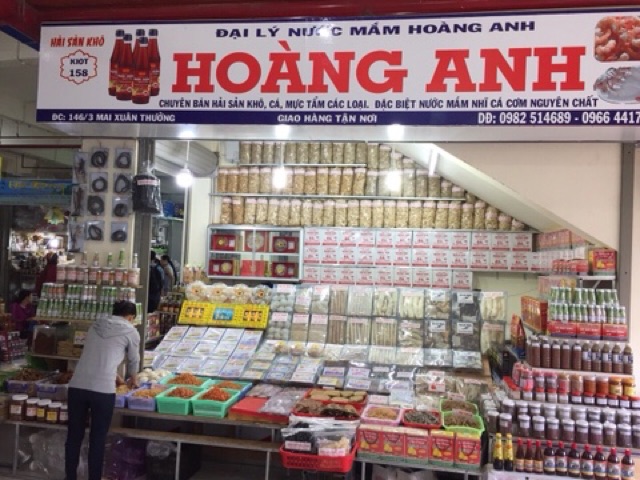 ĐẠI LÝ NƯỚC MẮM HOÀNG ANH
HẢI SẢN KHÔ
KIOT
158
HOÀNG ANH
CHUYÊN BÁN HẢI SẢN KHÔ, CÁ, MỰC TẨM CÁC LOẠI. ĐẶC BIỆT NƯỚC MẮM NHĨ CÁ CƠM NGUYÊN CHẤT
ĐC: 146/3 MAI XUÂN THƯỞNG
GIAO HÀNG TẬN NƠI
DĐ: 0982 514689 - 0966 4417